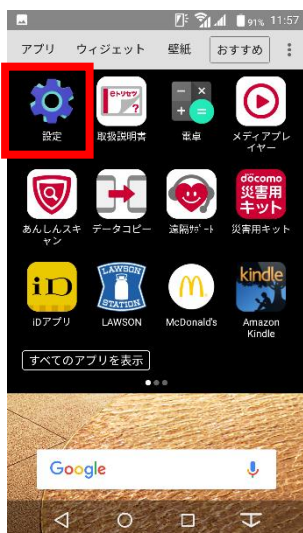 91% 11:57
アプリ ウィジェット 壁紙 おすすめ
eトリセツ
?
docomo
災害用
キット
設定 取扱説明書 電卓 メディアプレ
イヤー
あんしんスキ
ャン
データコピー 遠隔ｻﾎﾟｰﾄ 災害用キット
iD
LAWSON
STATION
kindle
iDアプリ LAWSON McDonald's Amazon
Kindle
すべてのアプリを表示
Google